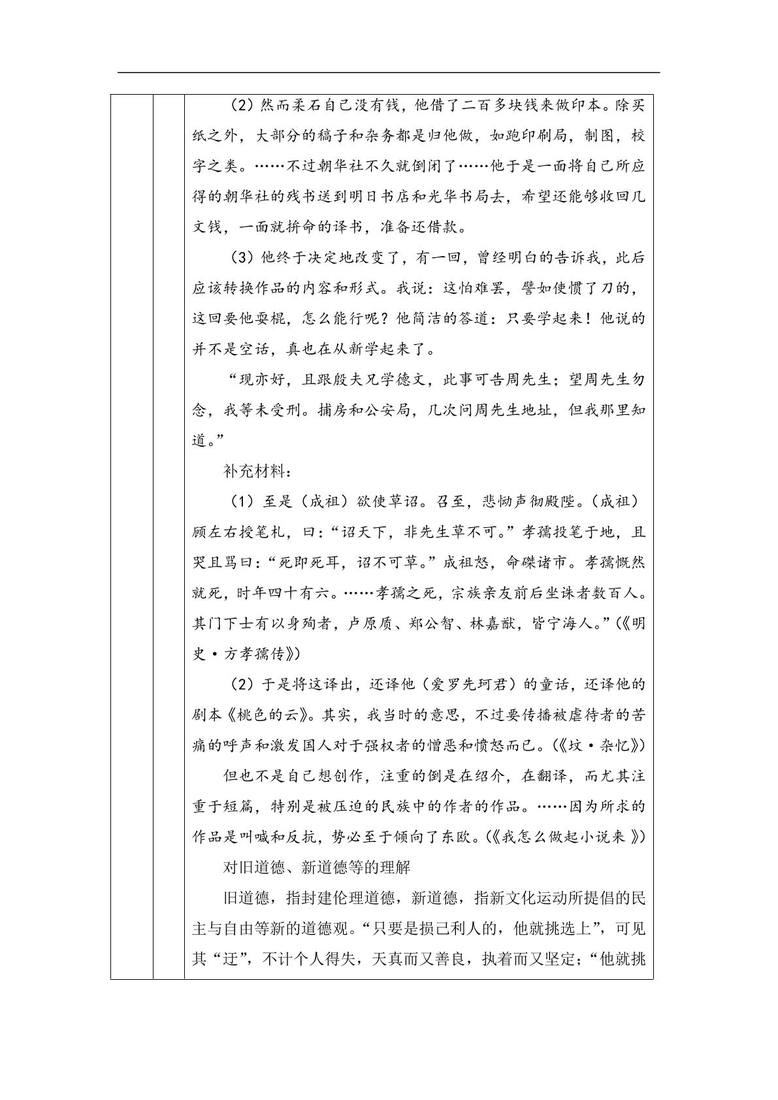 （2）然而柔石自己没有钱，他借了二百多块钱来做印本。除买
纸之外，大部分的稿子和杂务都是归他做，如跑印刷局，制图，校
字之类。……不过朝华社不久就倒闭了……他于是一面将自己所应
得的朝华社的残书送到明日书店和光华书局去，希望还能够收回几
文钱，一面就拚命的译书，准备还借款。
（3）他终于决定地改变了，有一回，曾经明白的告诉我，此后
应该转换作品的内容和形式。我说：这怕难罢，譬如使惯了刀的，
这回要他耍棍，怎么能行呢？他简洁的答道：只要学起来！他说的
并不是空话，真也在从新学起来了。
“现亦好，且跟殷夫兄学德文，此事可告周先生；望周先生勿
念，我等未受刑。捕房和公安局，几次问周先生地址，但我那里知
道。”
补充材料：
（1）至是（成祖）欲使草诏。召至，悲恸声彻殿陛。（成祖）
顾左右授笔札，曰：“诏天下，非先生草不可。”孝孺投笔于地，且
哭且骂曰：“死即死耳，诏不可草。”成祖怒，命磔诸市。孝孺慨然
就死，时年四十有六。……孝孺之死，宗族亲友前后坐诛者数百人。
其门下士有以身殉者，卢原质、郑公智、林嘉猷，皆宁海人。”（《明
史·方孝孺传》）
（2）于是将这译出，还译他（爱罗先珂君）的童话，还译他的
剧本《桃色的云》。其实，我当时的意思，不过要传播被虐待者的苦
痛的呼声和激发国人对于强权者的憎恶和愤怒而已。（《坟·杂忆》）
但也不是自己想创作，注重的倒是在绍介，在翻译，而尤其注
重于短篇，特别是被压迫的民族中的作者的作品。……因为所求的
作品是叫喊和反抗，势必至于倾向了东欧。（《我怎么做起小说来 》）
对旧道德、新道德等的理解
旧道德，指封建伦理道德，新道德，指新文化运动所提倡的民
主与自由等新的道德观。“只要是损己利人的，他就挑选上”，可见
其“迂”，不计个人得失，天真而又善良，执着而又坚定；“他就挑